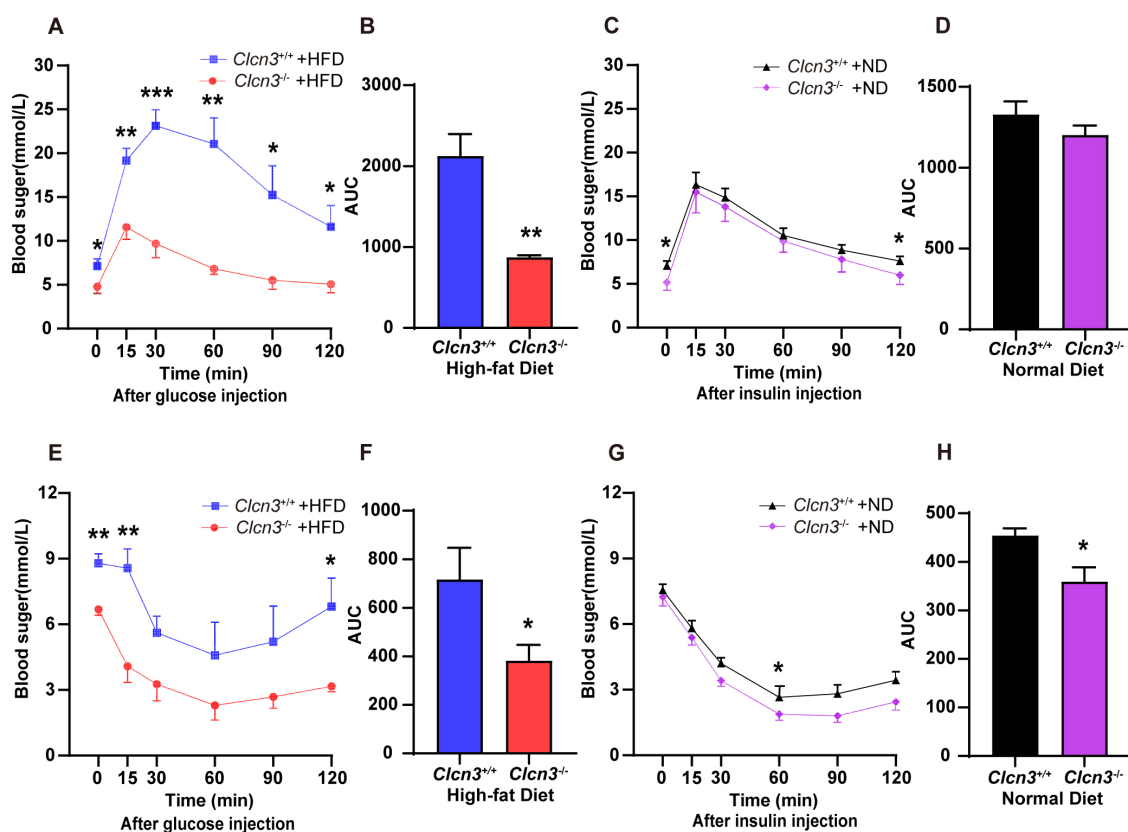 A
Clcn3+/+ +HFD
Clcn3-/- +HFD
Blood suger(mmol/L)
30
25
20
15
10
5
0
*
**
***
**
*
*
0 15 30 60 90 120
Time (min)
After glucose injection
B
AUC
3000
2000
1000
0
**
Clcn3+/+ Clcn3-/-
High-fat Diet
C
Clcn3+/+ +ND
Clcn3-/- +ND
Blood suger(mmol/L)
30
25
20
15
10
5
0
*
*
0 15 30 60 90 120
Time (min)
After insulin injection
D
AUC
1500
1000
500
0
Clcn3+/+ Clcn3-/-
Normal Diet
E
Clcn3+/+ +HFD
Clcn3-/- +HFD
Blood suger(mmol/L)
12
9
6
3
0
**
**
*
0 15 30 60 90 120
Time (min)
After glucose injection
F
AUC
1000
800
600
400
200
0
*
Clcn3+/+ Clcn3-/-
High-fat Diet
G
Clcn3+/+ +ND
Clcn3-/- +ND
Blood suger(mmol/L)
12
9
6
3
0
*
0 15 30 60 90 120
Time (min)
After insulin injection
H
AUC
500
400
300
200
100
0
*
Clcn3+/+ Clcn3-/-
Normal Diet